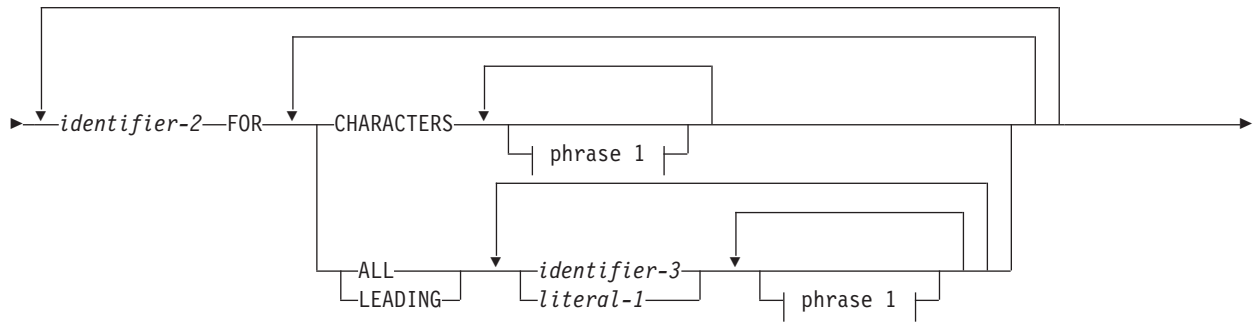 identifier-2 FOR CHARACTERS
phrase 1
ALL identifier-3
LEADING literal-1
phrase 1